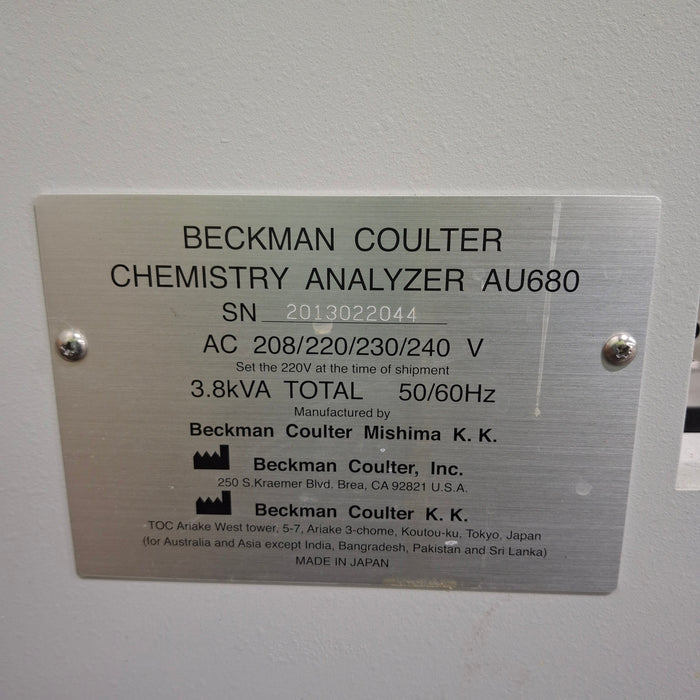 BECKMAN COULTER
CHEMISTRY ANALYZER AU680
SN 2013022044
AC 208/220/230/240 V
Set the 220V at the time of shipment
3.8kVA TOTAL 50/60Hz
Manufactured by
Beckman Coulter Mishima K. K.
Beckman Coulter, Inc.
250 S.Kraemer Blvd. Brea, CA 92821 U.S.A.
Beckman Coulter K. K.
TOC Ariake West tower, 5-7, Ariake 3-chome, Koutou-ku, Tokyo, Japan
(for Australia and Asia except India, Bangradesh, Pakistan and Sri Lanka)
MADE IN JAPAN